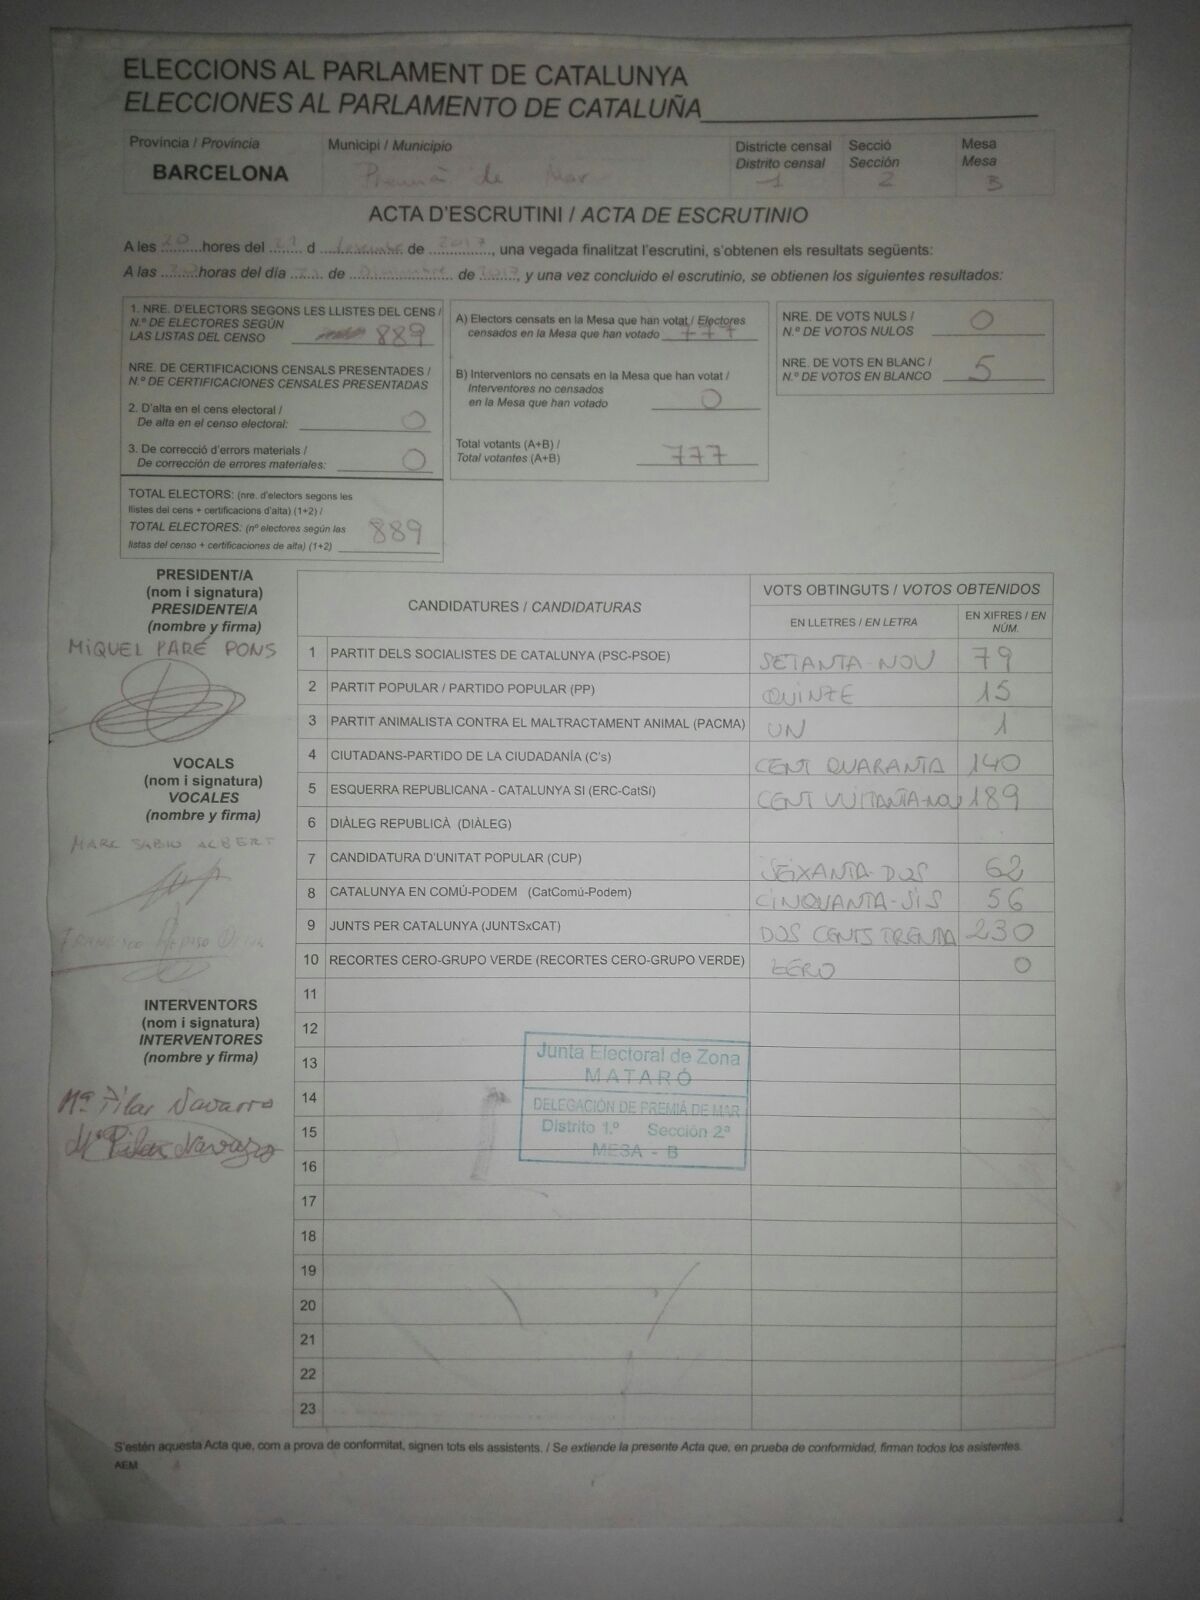 ELECCIONS AL PARLAMENT DE CATALUNYA
ELECCIONES AL PARLAMENTO DE CATALUÑA
Província / Provincia
BARCELONA
Municipi / Municipio
Premià de Mar
Districte censal
Distrito censal
1
Secció
Sección
2
Mesa
Mesa
B
ACTA D'ESCRUTINI / ACTA DE ESCRUTINIO
A les 20 hores del 21 d desembre de 2017, una vegada finalitzat l'escrutini, s'obtenen els resultats següents:
A las 20 horas del día 21 de de 2017, y una vez concluido el escrutinio, se obtienen los siguientes resultados:
1. NRE. D'ELECTORS SEGONS LES LLISTES DEL CENS /
N.º DE ELECTORES SEGÚN
LAS LISTAS DEL CENSO 889
NRE. DE CERTIFICACIONS CENSALS PRESENTADES /
N.º DE CERTIFICACIONES CENSALES PRESENTADAS
2. D'alta en el cens electoral /
De alta en el censo electoral: 0
3. De correcció d'errors materials /
De corrección de errores materiales: 0
TOTAL ELECTORS: (nre. d'electors segons les
llistes del cens + certificacions d'alta) (1+2) /
TOTAL ELECTORES: (nº electores según las
listas del censo + certificaciones de alta) (1+2) 889
A) Electors censats en la Mesa que han votat / Electores
censados en la Mesa que han votado 777
B) Interventors no censats en la Mesa que han votat /
Interventores no censados
en la Mesa que han votado 0
Total votants (A+B) /
Total votantes (A+B) 777
NRE. DE VOTS NULS /
N.º DE VOTOS NULOS 0
NRE. DE VOTS EN BLANC /
N.º DE VOTOS EN BLANCO 5
PRESIDENT/A
(nom i signatura)
PRESIDENTE/A
(nombre y firma)
MIQUEL PARÉ PONS
VOCALS
(nom i signatura)
VOCALES
(nombre y firma)
MARC SABIO ALBERT
FRANCISCO
INTERVENTORS
(nom i signatura)
INTERVENTORES
(nombre y firma)
Mª Pilar Navarro
Mª Pilar Navarro
CANDIDATURES / CANDIDATURAS
VOTS OBTINGUTS / VOTOS OBTENIDOS
EN LLETRES / EN LETRA
EN XIFRES / EN
NÚM.
1 PARTIT DELS SOCIALISTES DE CATALUNYA (PSC-PSOE) SETANTA-NOU 79
2 PARTIT POPULAR / PARTIDO POPULAR (PP) QUINZE 15
3 PARTIT ANIMALISTA CONTRA EL MALTRACTAMENT ANIMAL (PACMA) UN 1
4 CIUTADANS-PARTIDO DE LA CIUDADANÍA (C's) CENT QUARANTA 140
5 ESQUERRA REPUBLICANA - CATALUNYA SI (ERC-CatSí) CENT VUITANTA-NOU 189
6 DIÀLEG REPUBLICÀ (DIÀLEG)
7 CANDIDATURA D'UNITAT POPULAR (CUP) SEIXANTA-DOS 62
8 CATALUNYA EN COMÚ-PODEM (CatComú-Podem) CINQUANTA-SIS 56
9 JUNTS PER CATALUNYA (JUNTSxCAT) DOS CENTS TRENTA 230
10 RECORTES CERO-GRUPO VERDE (RECORTES CERO-GRUPO VERDE) ZERO 0
11
12
13
14
15
16
17
18
19
20
21
22
23
Junta Electoral de Zona
MATARÓ
DELEGACIÓN DE PREMIÁ DE MAR
Distrito 1.º Sección 2ª
MESA - B
S'estén aquesta Acta que, com a prova de conformitat, signen tots els assistents. / Se extiende la presente Acta que, en prueba de conformidad, firman todos los asistentes.
AEM